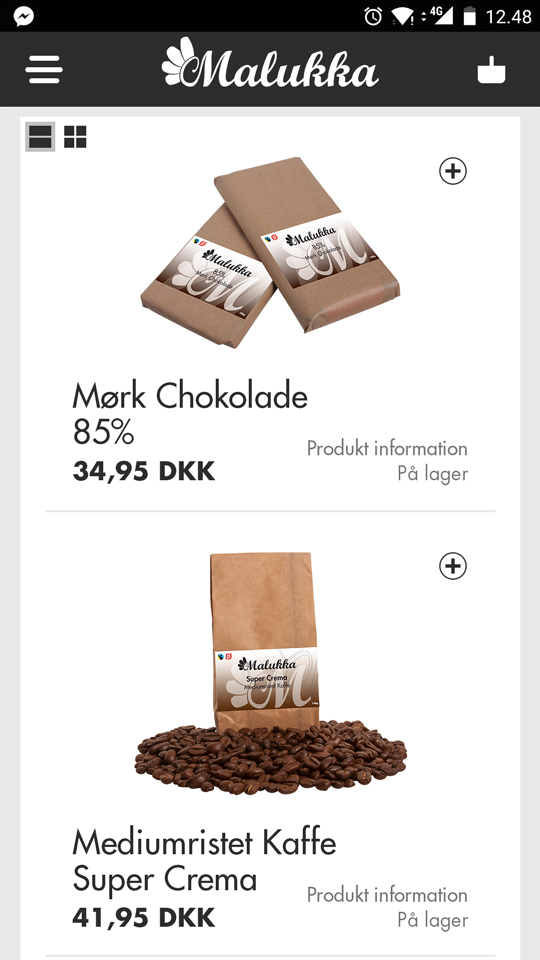 4G
12.48
Malukka
Malukka
85%
Mørk Chokolade
Malukka
85%
Mørk Chokolade
Mørk Chokolade
85%
34,95 DKK
Produkt information
På lager
Malukka
Super Crema
Mediumristet Kaffe
Mediumristet Kaffe
Super Crema
41,95 DKK
Produkt information
På lager